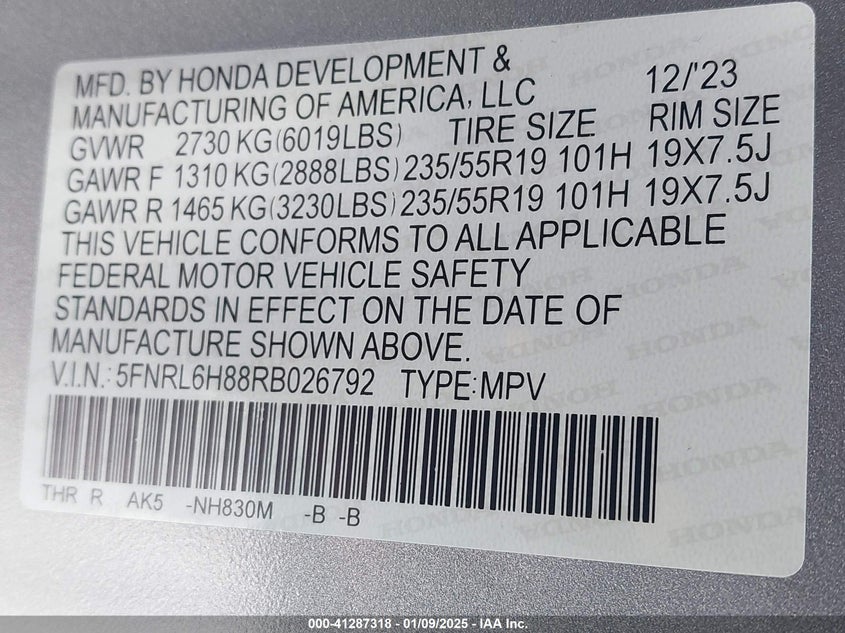 MFD. BY HONDA DEVELOPMENT &
MANUFACTURING OF AMERICA, LLC 12/'23
GVWR 2730 KG(6019LBS) TIRE SIZE RIM SIZE
GAWR F 1310 KG(2888LBS) 235/55R19 101H 19X7.5J
GAWR R 1465 KG(3230LBS) 235/55R19 101H 19X7.5J
THIS VEHICLE CONFORMS TO ALL APPLICABLE
FEDERAL MOTOR VEHICLE SAFETY
STANDARDS IN EFFECT ON THE DATE OF
MANUFACTURE SHOWN ABOVE.
V.I.N.: 5FNRL6H88RB026792 TYPE:MPV
THR R AK5 -NH830M -B -B
HONDA
000-41287318 - 01/09/2025 - IAA Inc.